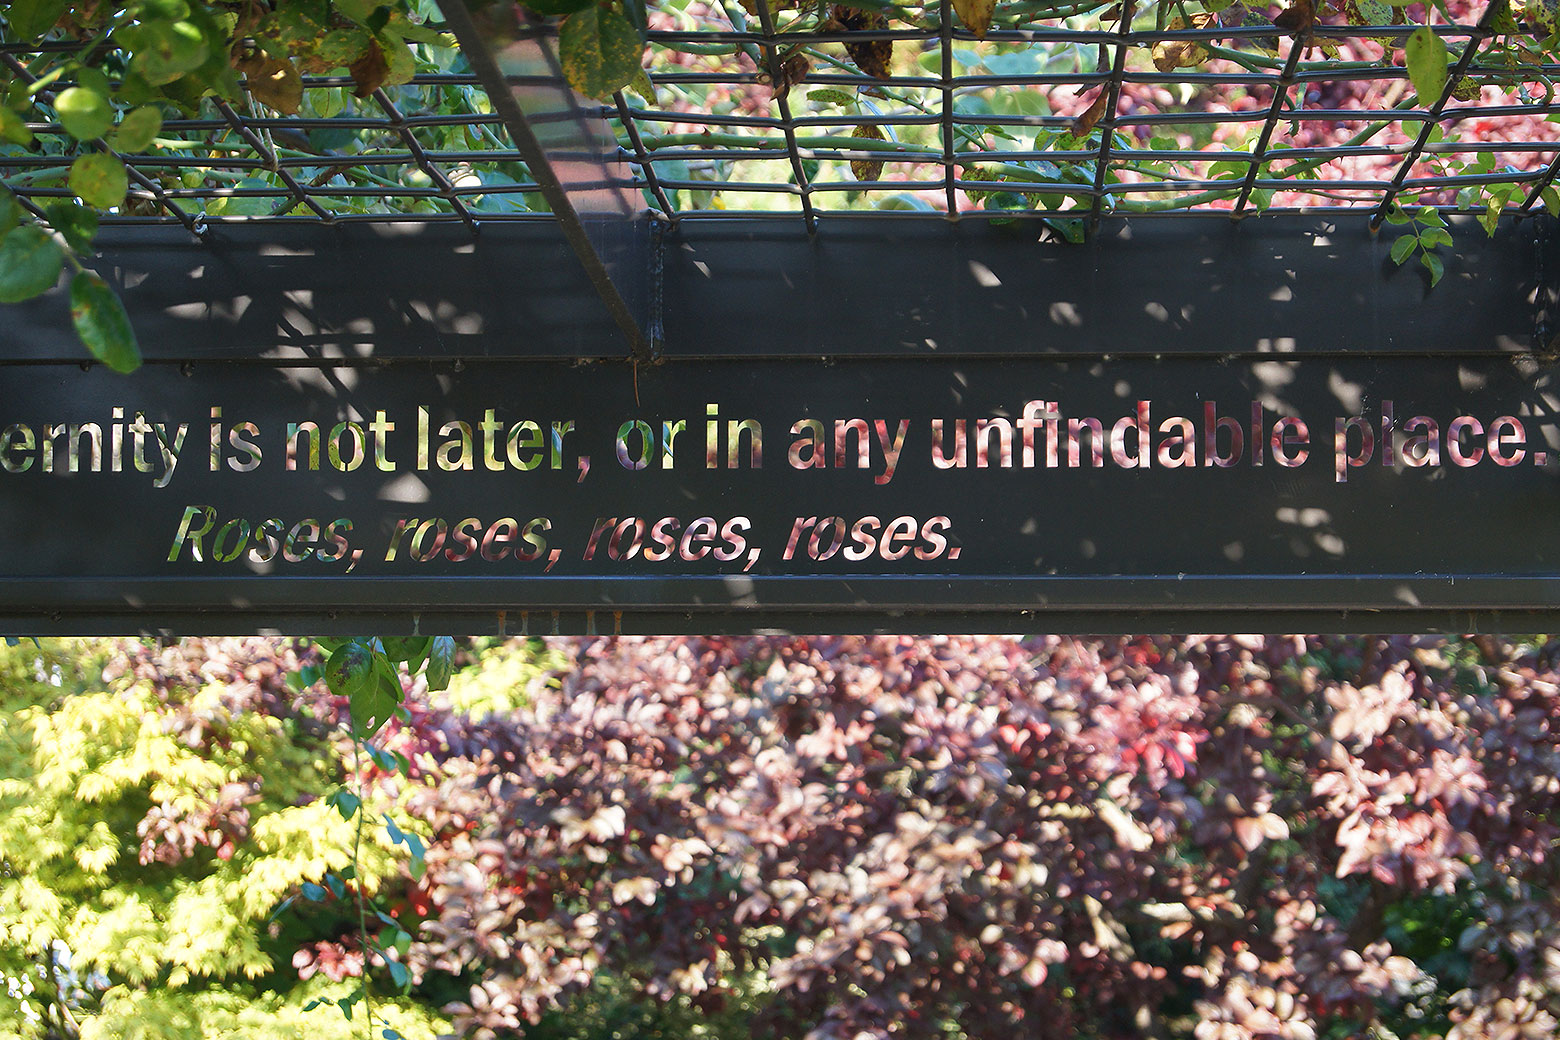 ernity is not later, or in any unfindable place.
Roses, roses, roses, roses.